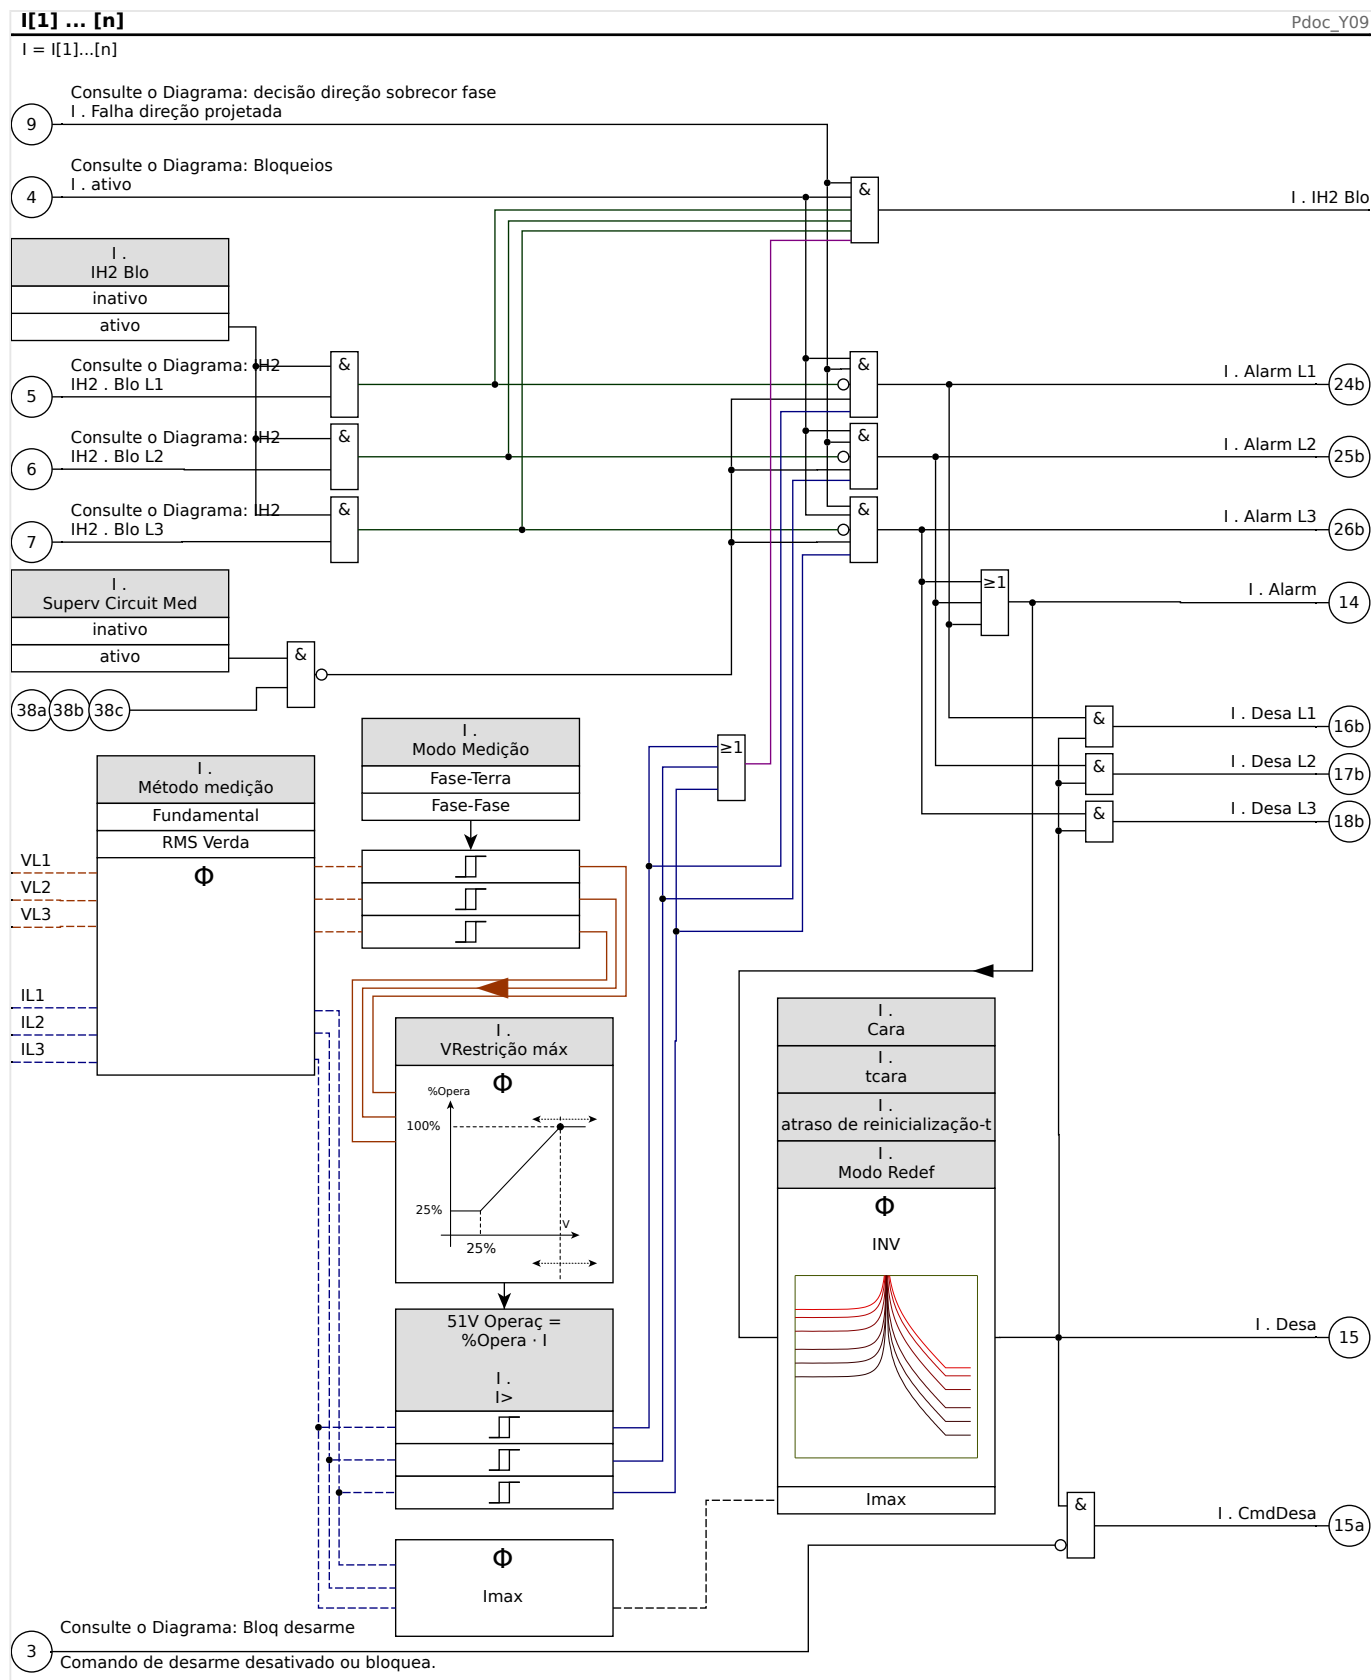 I[1] ... [n]
Pdoc_Y09
I = I[1]...[n]
Consulte o Diagrama: decisão direção sobrecor fase
9
I . Falha direção projetada
Consulte o Diagrama: Bloqueios
4
I . ativo
&
I . IH2 Blo
I .
IH2 Blo
inativo
ativo
Consulte o Diagrama: IH2
5
IH2 . Blo L1
&
&
I . Alarm L1
24b
Consulte o Diagrama: IH2
6
IH2 . Blo L2
&
&
I . Alarm L2
25b
Consulte o Diagrama: IH2
7
IH2 . Blo L3
&
&
I . Alarm L3
26b
I .
Superv Circuit Med
inativo
ativo
&
≥1
I . Alarm
14
38a
38b
38c
I .
Modo Medição
Fase-Terra
Fase-Fase
≥1
&
I . Desa L1
16b
&
I . Desa L2
17b
&
I . Desa L3
18b
I .
Método medição
Fundamental
RMS Verda
Φ
VL1
VL2
VL3
IL1
IL2
IL3
I .
VRestrição máx
Φ
%Opera
100%
25%
25%
V
I .
Cara
I .
tcara
I .
atraso de reinicialização-t
I .
Modo Redef
Φ
INV
Imax
51V Operaç =
%Opera · I
I .
I>
I . Desa
15
&
I . CmdDesa
15a
Φ
Imax
Consulte o Diagrama: Bloq desarme
3
Comando de desarme desativado ou bloquea.